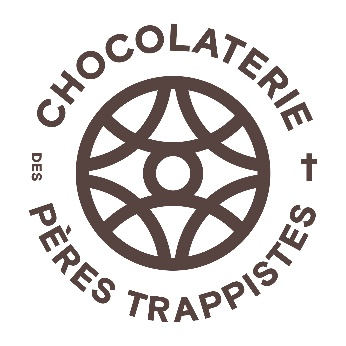 CHOCOLATERIE
DES
PÈRES TRAPPISTES